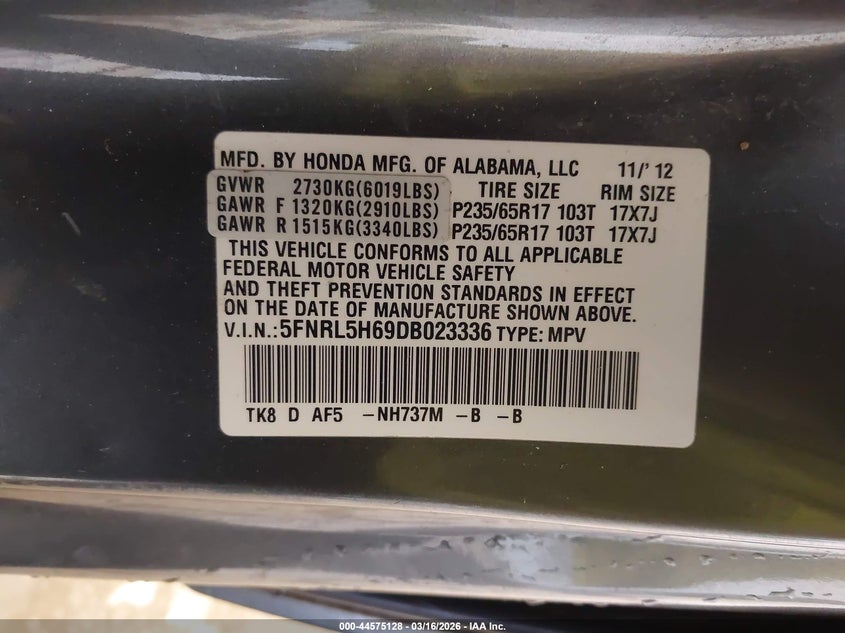 MFD. BY HONDA MFG. OF ALABAMA, LLC 11/' 12
GVWR 2730KG(6019LBS) TIRE SIZE RIM SIZE
GAWR F 1320KG(2910LBS) P235/65R17 103T 17X7J
GAWR R 1515KG(3340LBS) P235/65R17 103T 17X7J
THIS VEHICLE CONFORMS TO ALL APPLICABLE
FEDERAL MOTOR VEHICLE SAFETY
AND THEFT PREVENTION STANDARDS IN EFFECT
ON THE DATE OF MANUFACTURE SHOWN ABOVE.
V.I.N.:5FNRL5H69DB023336 TYPE: MPV
TK8 D AF5 -NH737M -B -B
000-44575128 - 03/16/2026 - IAA Inc.